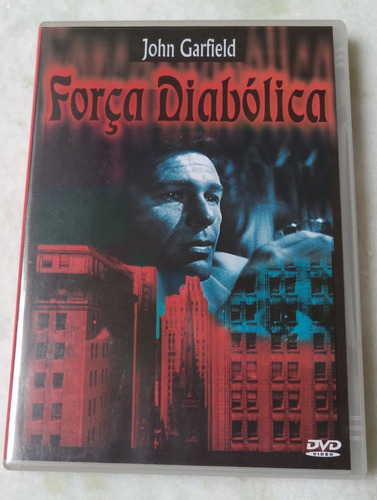 John Garfield
Força Diabólica
DVD
VIDEO